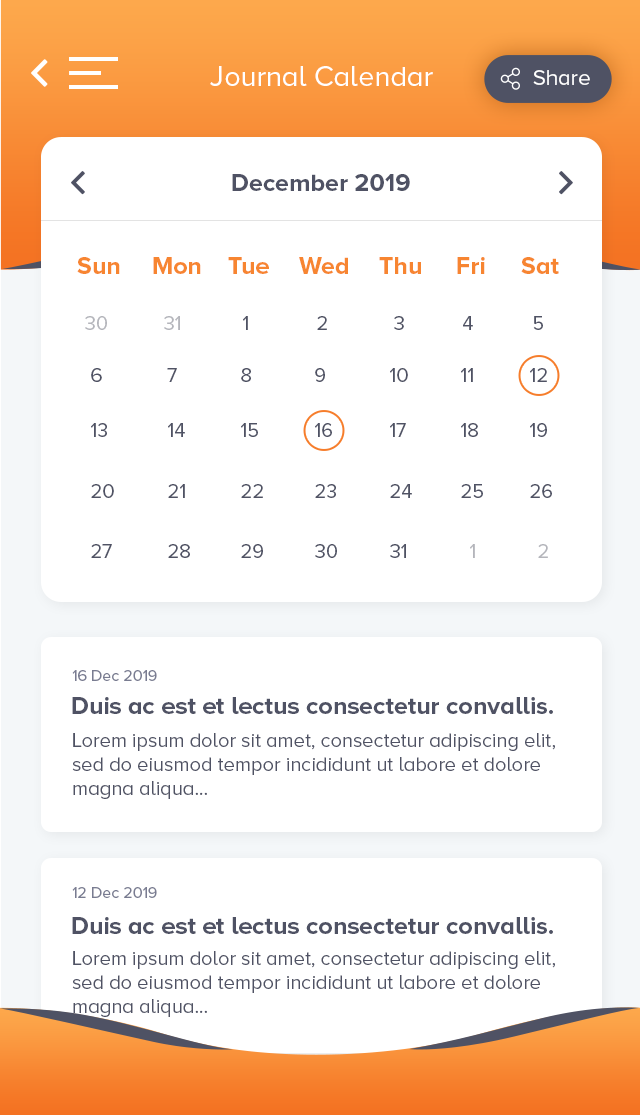 Journal Calendar
Share
December 2019
Sun Mon Tue Wed Thu Fri Sat
30 31 1 2 3 4 5
6 7 8 9 10 11 12
13 14 15 16 17 18 19
20 21 22 23 24 25 26
27 28 29 30 31 1 2
16 Dec 2019
Duis ac est et lectus consectetur convallis.
Lorem ipsum dolor sit amet, consectetur adipiscing elit,
sed do eiusmod tempor incididunt ut labore et dolore
magna aliqua...
12 Dec 2019
Duis ac est et lectus consectetur convallis.
Lorem ipsum dolor sit amet, consectetur adipiscing elit,
sed do eiusmod tempor incididunt ut labore et dolore
magna aliqua...